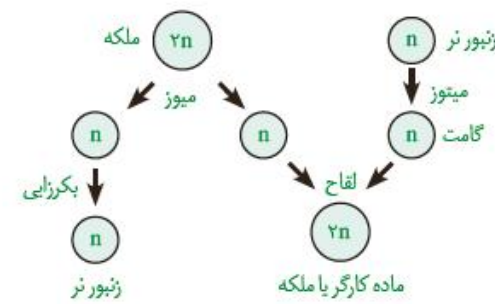 زنبور نر n
ملکه ۲n
میتوز
میوز
گامت n
n
n
لقاح
بکرزایی
۲n
n
ماده کارگر یا ملکه
زنبور نر